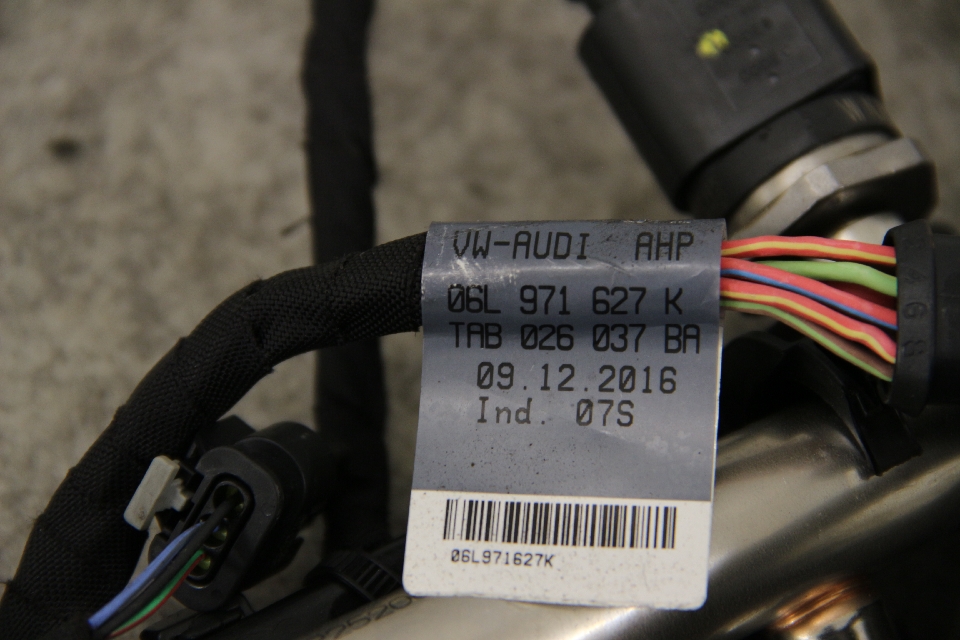 VW-AUDI AHP
06L 971 627 K
TAB 026 037 BA
09.12.2016
Ind. 07S
06L971627K